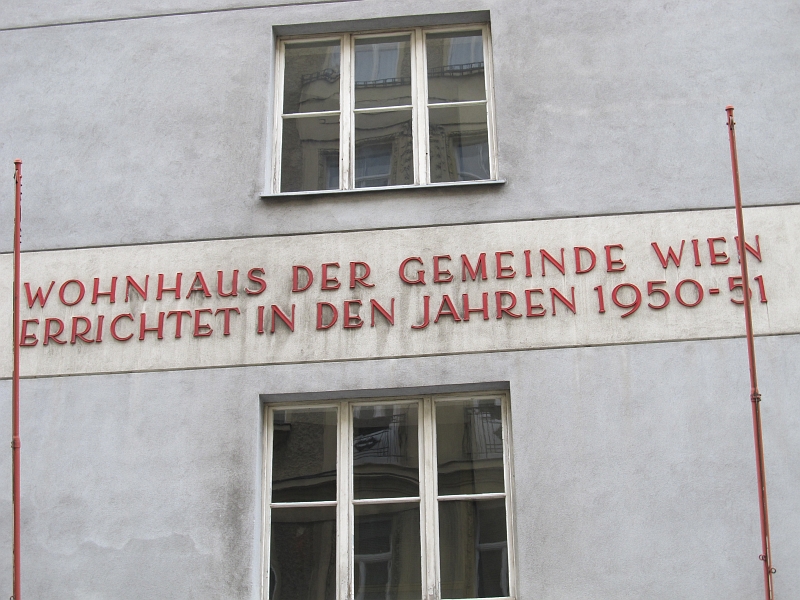 WOHNHAUS DER GEMEINDE WIEN
ERRICHTET IN DEN JAHREN 1950-51